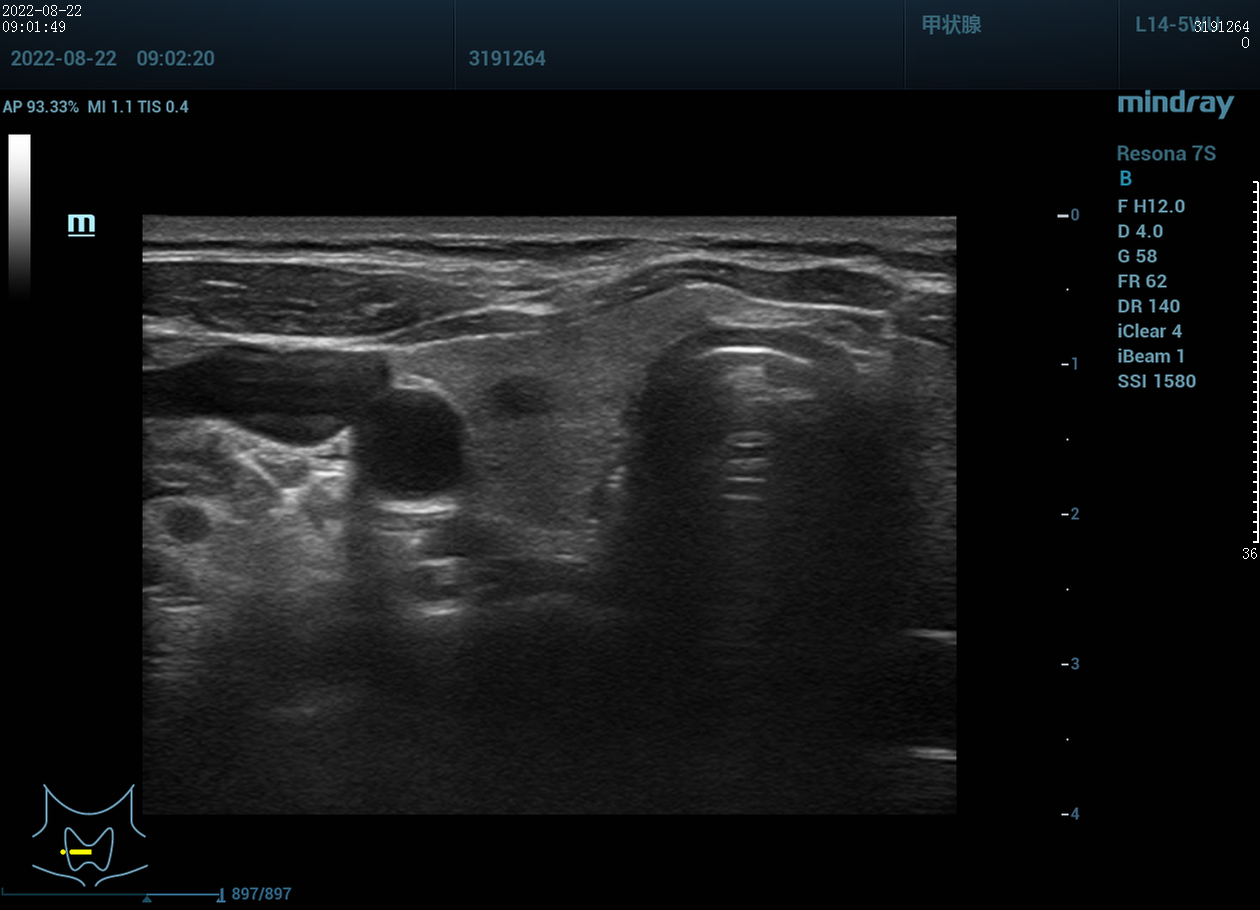 2022-08-22
09:01:49
2022-08-22 09:02:20
3191264
甲状腺
3191264
0
AP 93.33% MI 1.1 TIS 0.4
mindray
Resona 7S
B
F H12.0
D 4.0
G 58
FR 62
DR 140
iClear 4
iBeam 1
SSI 1580
m
0
1
2
3
4
36
897/897